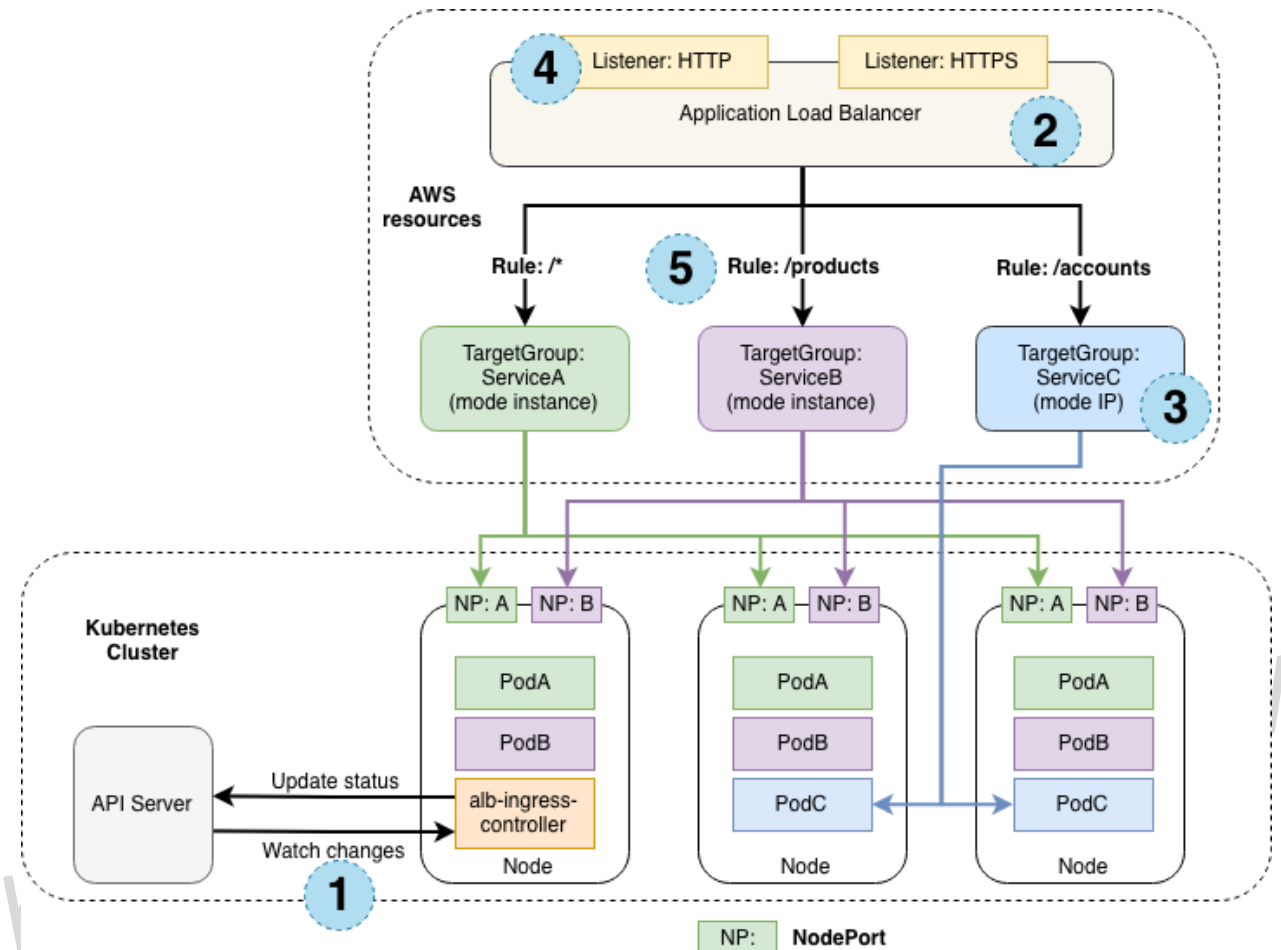 Listener: HTTP
Listener: HTTPS
4
Application Load Balancer
2
AWS
resources
5
Rule: /*
Rule: /products
Rule: /accounts
TargetGroup:
ServiceA
(mode instance)
TargetGroup:
ServiceB
(mode instance)
TargetGroup:
ServiceC
(mode IP)
3
Kubernetes
Cluster
NP: A
NP: B
NP: A
NP: B
NP: A
NP: B
PodA
PodB
alb-ingress-
controller
Node
PodA
PodB
PodC
Node
PodA
PodB
PodC
Node
API Server
Update status
Watch changes
1
NP:
NodePort